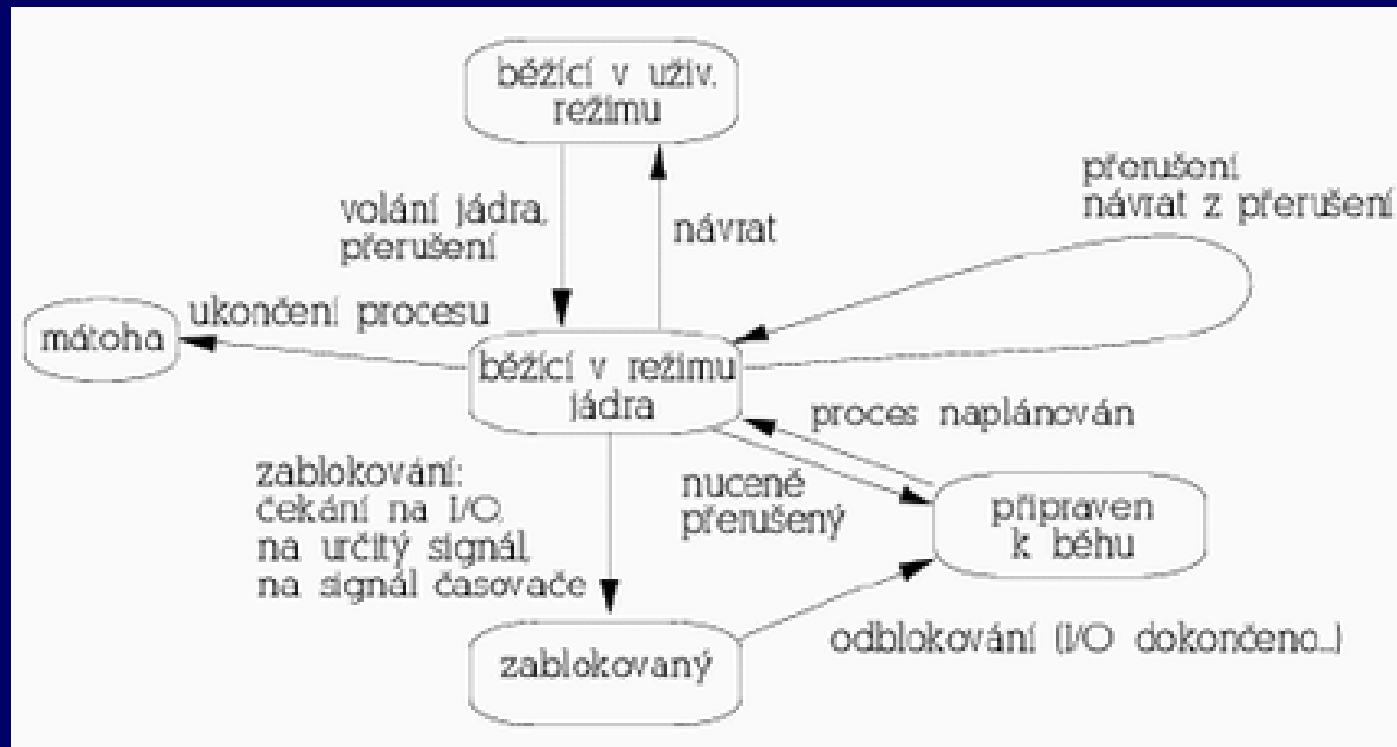 běžící v uživ.
režimu
přerušení
návrat z přerušení
volání jádra,
přerušení
návrat
ukončení procesu
mátoha
běžící v režimu
jádra
proces naplánován
zablokování:
čekání na I/O,
na určitý signál,
na signál časovače
nuceně
přerušený
připraven
k běhu
zablokovaný
odblokování (I/O dokončeno...)